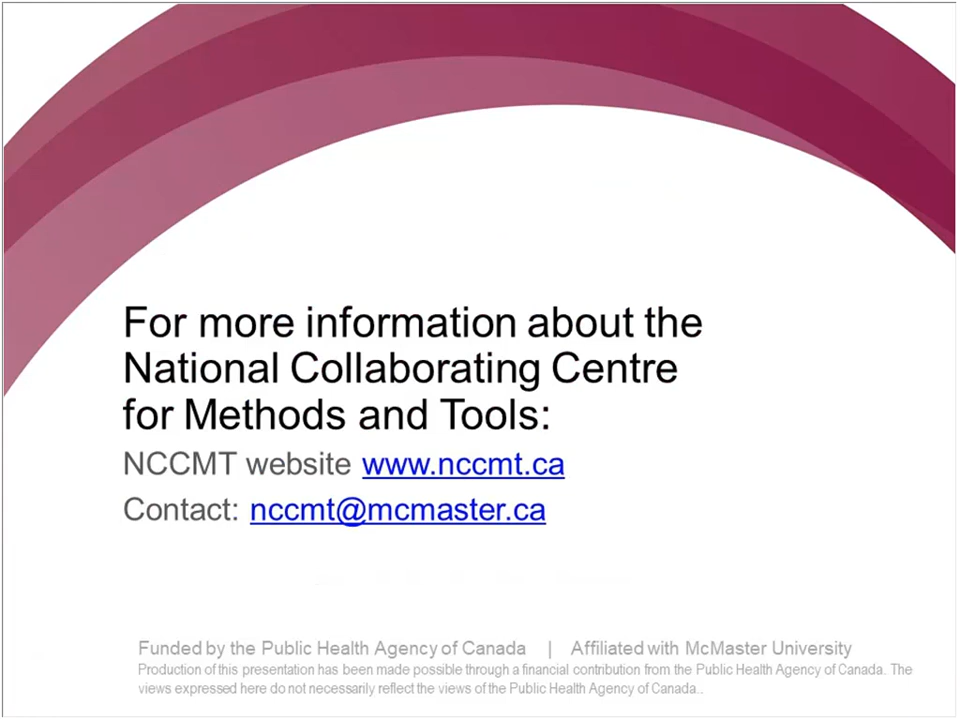 For more information about the
National Collaborating Centre
for Methods and Tools:
NCCMT website www.nccmt.ca
Contact: nccmt@mcmaster.ca
Funded by the Public Health Agency of Canada | Affiliated with McMaster University
Production of this presentation has been made possible through a financial contribution from the Public Health Agency of Canada. The
views expressed here do not necessarily reflect the views of the Public Health Agency of Canada..